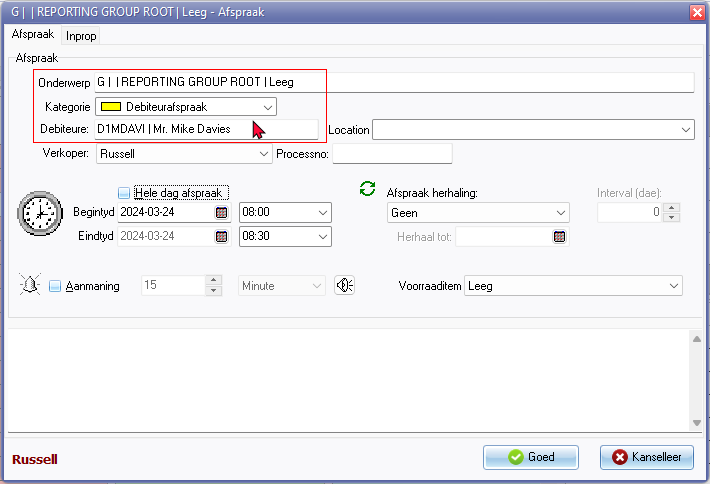 G | | REPORTING GROUP ROOT | Leeg - Afspraak
Afspraak Inprop
Afspraak
Onderwerp G | | REPORTING GROUP ROOT | Leeg
Kategorie Debiteurafspraak
Debiteure: D1MDAVI | Mr. Mike Davies Location
Verkoper: Russell Processno:
Hele dag afspraak Afspraak herhaling: Interval (dae):
Begintyd 2024-03-24 08:00 Geen 0
Eindtyd 2024-03-24 08:30 Herhaal tot:
Aanmaning 15 Minute Voorraaditem Leeg
Russell Goed Kanselleer